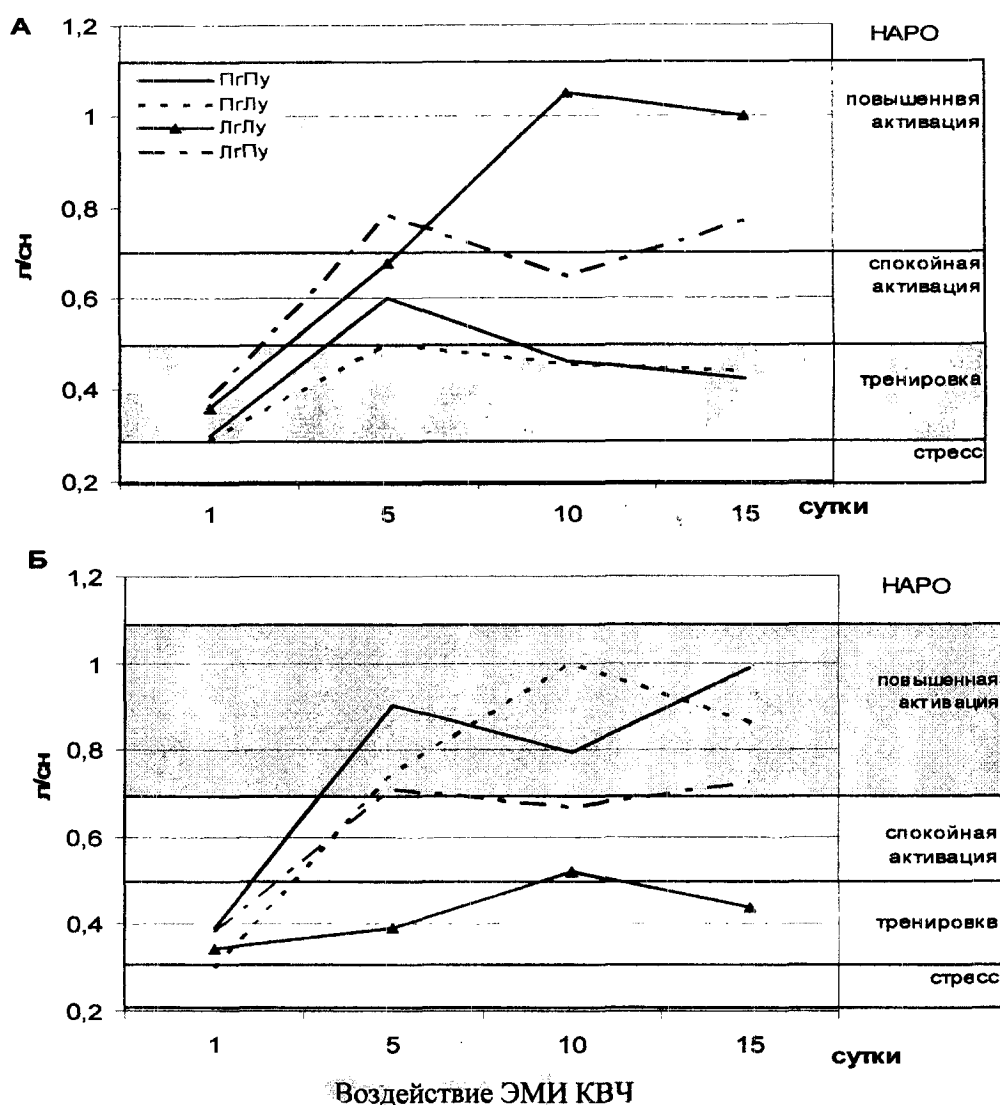 А
1,2
НАРО
ПгПу
ПгЛу
ЛгЛу
ЛгПу
повышеннвя
активация
1
0,8
л/сн
спокойная
активация
0,6
0,4
тренировка
стресс
0,2
1 5 10 15 сутки
Б
1,2
НАРО
1
повышенная
активация
0,8
л/сн
0,6
спокойная
активация
0,4
тренировкв
стресс
0,2
1 5 10 15 сутки
Воздействие ЭМИ КВЧ